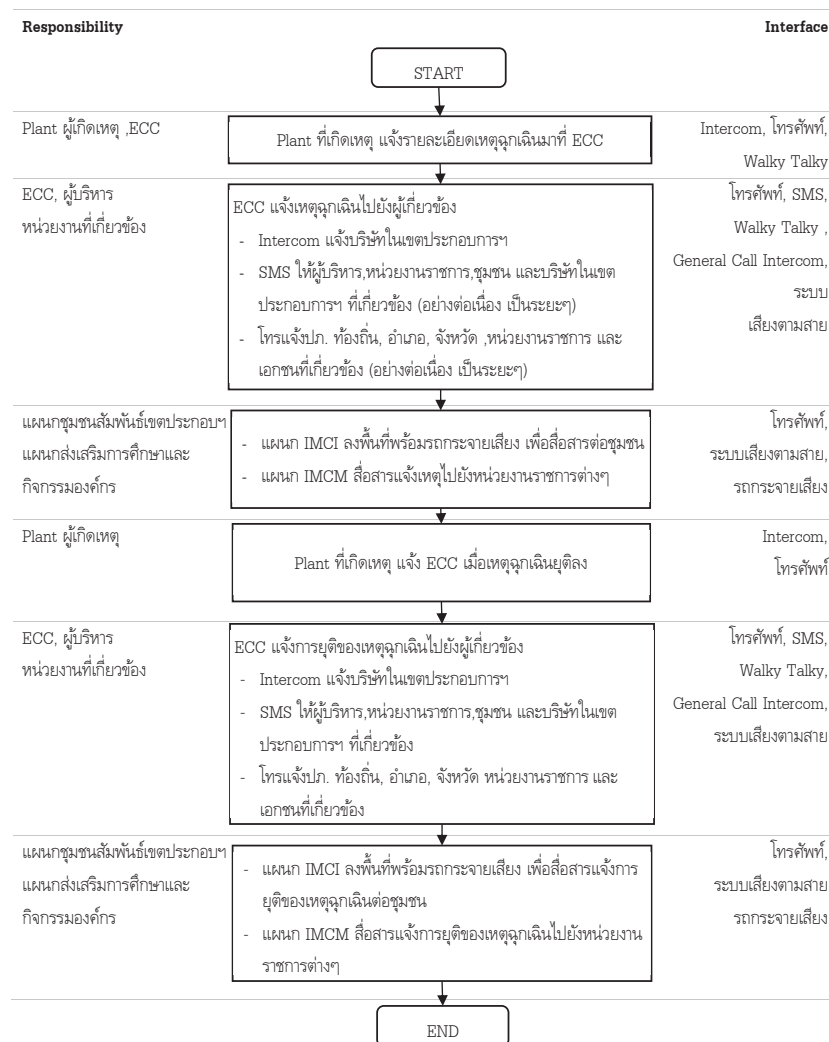 Responsibility
Interface
START
Plant ผู้เกิดเหตุ ,ECC
Plant ที่เกิดเหตุ แจ้งรายละเอียดเหตุฉุกเฉินมาที่ ECC
Intercom, โทรศัพท์,
Walky Talky
ECC, ผู้บริหาร
หน่วยงานที่เกี่ยวข้อง
ECC แจ้งเหตุฉุกเฉินไปยังผู้เกี่ยวข้อง
- Intercom แจ้งบริษัทในเขตประกอบการฯ
- SMS ให้ผู้บริหาร,หน่วยงานราชการ,ชุมชน และบริษัทในเขต
ประกอบการฯ ที่เกี่ยวข้อง (อย่างต่อเนื่อง เป็นระยะๆ)
- โทรแจ้งปภ. ท้องถิ่น, อำเภอ, จังหวัด ,หน่วยงานราชการ และ
เอกชนที่เกี่ยวข้อง (อย่างต่อเนื่อง เป็นระยะๆ)
โทรศัพท์, SMS,
Walky Talky ,
General Call Intercom,
ระบบ
เสียงตามสาย
แผนกชุมชนสัมพันธ์เขตประกอบฯ
แผนกส่งเสริมการศึกษาและ
กิจกรรมองค์กร
- แผนก IMCI ลงพื้นที่พร้อมรถกระจายเสียง เพื่อสื่อสารต่อชุมชน
- แผนก IMCM สื่อสารแจ้งเหตุไปยังหน่วยงานราชการต่างๆ
โทรศัพท์,
ระบบเสียงตามสาย,
รถกระจายเสียง
Plant ผู้เกิดเหตุ
Plant ที่เกิดเหตุ แจ้ง ECC เมื่อเหตุฉุกเฉินยุติลง
Intercom,
โทรศัพท์
ECC, ผู้บริหาร
หน่วยงานที่เกี่ยวข้อง
ECC แจ้งการยุติของเหตุฉุกเฉินไปยังผู้เกี่ยวข้อง
- Intercom แจ้งบริษัทในเขตประกอบการฯ
- SMS ให้ผู้บริหาร,หน่วยงานราชการ,ชุมชน และบริษัทในเขต
ประกอบการฯ ที่เกี่ยวข้อง
- โทรแจ้งปภ. ท้องถิ่น, อำเภอ, จังหวัด หน่วยงานราชการ และ
เอกชนที่เกี่ยวข้อง
โทรศัพท์, SMS,
Walky Talky,
General Call Intercom,
ระบบเสียงตามสาย
แผนกชุมชนสัมพันธ์เขตประกอบฯ
แผนกส่งเสริมการศึกษาและ
กิจกรรมองค์กร
- แผนก IMCI ลงพื้นที่พร้อมรถกระจายเสียง เพื่อสื่อสารแจ้งการ
ยุติของเหตุฉุกเฉินต่อชุมชน
- แผนก IMCM สื่อสารแจ้งการยุติของเหตุฉุกเฉินไปยังหน่วยงาน
ราชการต่างๆ
โทรศัพท์,
ระบบเสียงตามสาย
รถกระจายเสียง
END